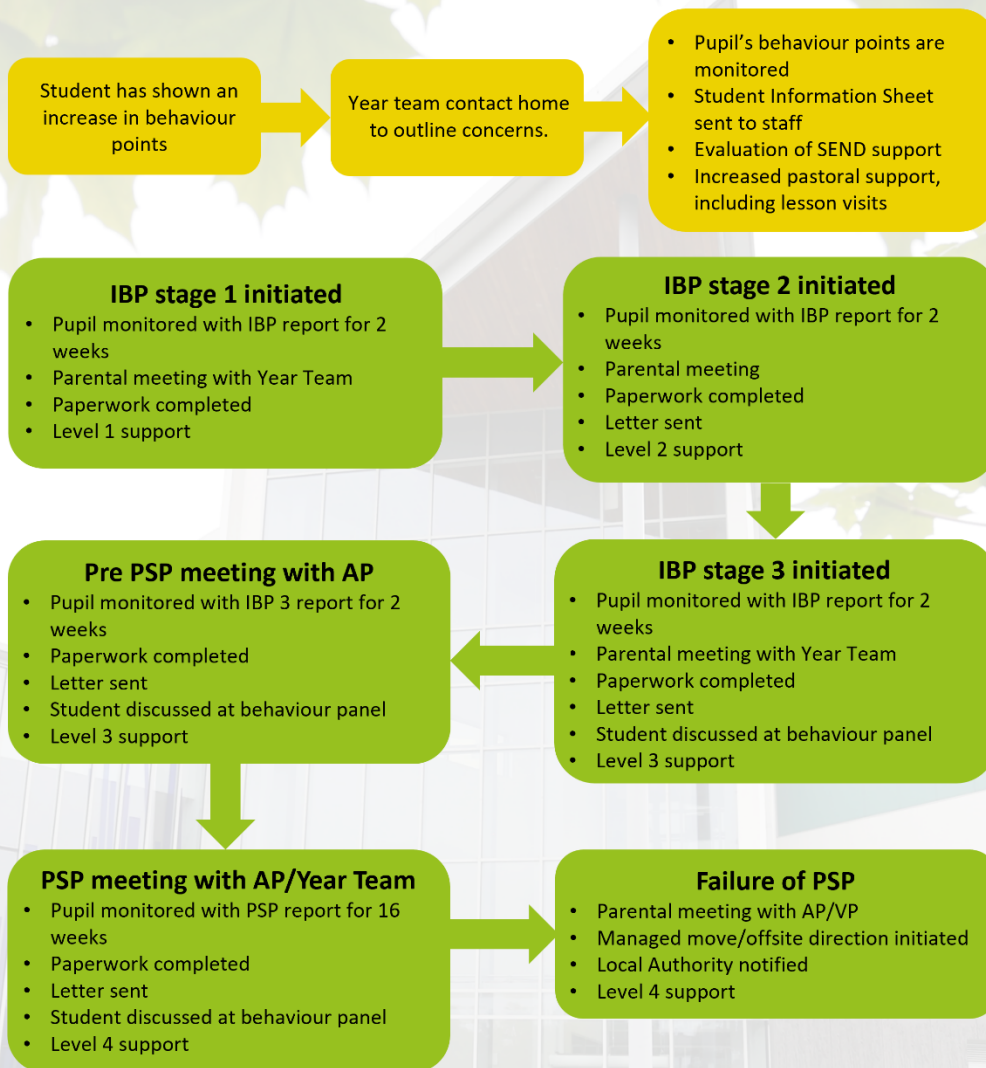 Student has shown an
increase in behaviour
points
Year team contact home
to outline concerns.
• Pupil's behaviour points are
monitored
• Student Information Sheet
sent to staff
• Evaluation of SEND support
• Increased pastoral support,
including lesson visits
IBP stage 1 initiated
• Pupil monitored with IBP report for 2
weeks
• Parental meeting with Year Team
• Paperwork completed
• Level 1 support
IBP stage 2 initiated
• Pupil monitored with IBP report for 2
weeks
• Parental meeting
• Paperwork completed
• Letter sent
• Level 2 support
IBP stage 3 initiated
• Pupil monitored with IBP report for 2
weeks
• Parental meeting with Year Team
• Paperwork completed
• Letter sent
• Student discussed at behaviour panel
• Level 3 support
Pre PSP meeting with AP
• Pupil monitored with IBP 3 report for 2
weeks
• Paperwork completed
• Letter sent
• Student discussed at behaviour panel
• Level 3 support
PSP meeting with AP/Year Team
• Pupil monitored with PSP report for 16
weeks
• Paperwork completed
• Letter sent
• Student discussed at behaviour panel
• Level 4 support
Failure of PSP
• Parental meeting with AP/VP
• Managed move/offsite direction initiated
• Local Authority notified
• Level 4 support